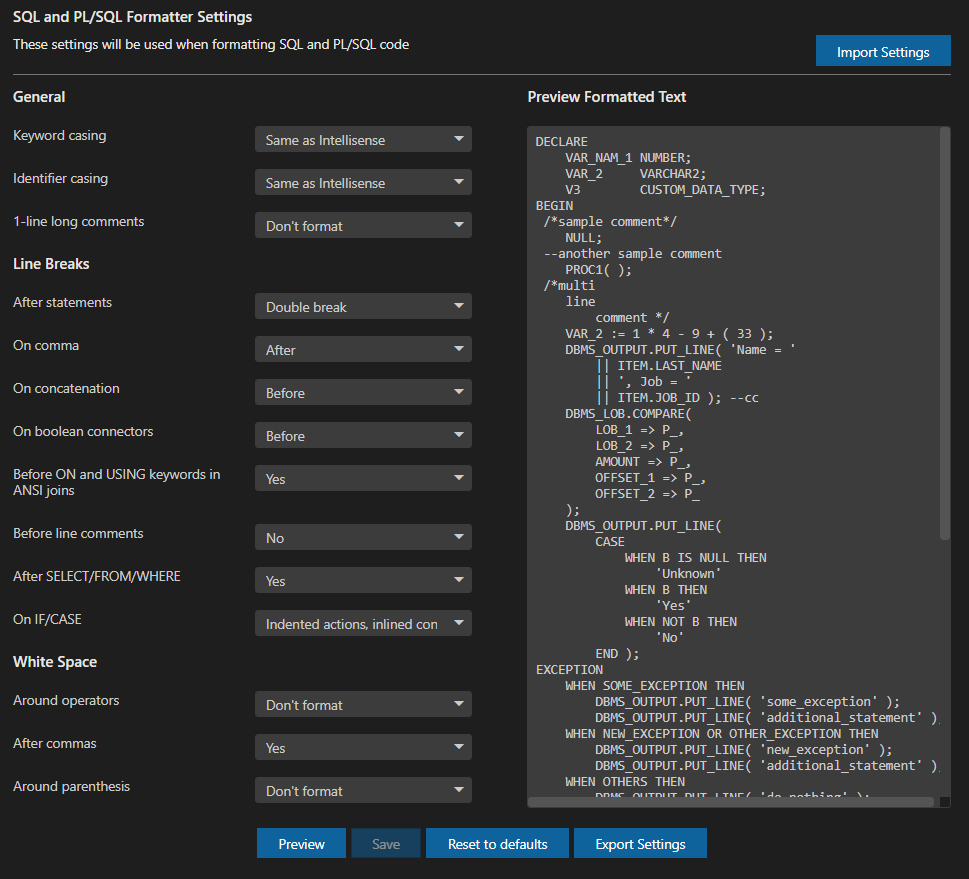 SQL and PL/SQL Formatter Settings
These settings will be used when formatting SQL and PL/SQL code
Import Settings
General
Keyword casing
Same as Intellisense
Identifier casing
Same as Intellisense
1-line long comments
Don't format
Line Breaks
After statements
Double break
On comma
After
On concatenation
Before
On boolean connectors
Before
Before ON and USING keywords in
ANSI joins
Yes
Before line comments
No
After SELECT/FROM/WHERE
Yes
On IF/CASE
Indented actions, inlined con
White Space
Around operators
Don't format
After commas
Yes
Around parenthesis
Don't format
Preview Formatted Text
DECLARE
    VAR_NAM_1 NUMBER;
    VAR_2     VARCHAR2;
    V3        CUSTOM_DATA_TYPE;
BEGIN
 /*sample comment*/
    NULL;
 --another sample comment
    PROC1( );
 /*multi
    line
        comment */
    VAR_2 := 1 * 4 - 9 + ( 33 );
    DBMS_OUTPUT.PUT_LINE( 'Name = '
        || ITEM.LAST_NAME
        || ', Job = '
        || ITEM.JOB_ID ); --cc
    DBMS_LOB.COMPARE(
        LOB_1 => P_,
        LOB_2 => P_,
        AMOUNT => P_,
        OFFSET_1 => P_,
        OFFSET_2 => P_
    );
    DBMS_OUTPUT.PUT_LINE(
        CASE
            WHEN B IS NULL THEN
                'Unknown'
            WHEN B THEN
                'Yes'
            WHEN NOT B THEN
                'No'
        END );
EXCEPTION
    WHEN SOME_EXCEPTION THEN
        DBMS_OUTPUT.PUT_LINE( 'some_exception' );
        DBMS_OUTPUT.PUT_LINE( 'additional_statement' );
    WHEN NEW_EXCEPTION OR OTHER_EXCEPTION THEN
        DBMS_OUTPUT.PUT_LINE( 'new_exception' );
        DBMS_OUTPUT.PUT_LINE( 'additional_statement' );
    WHEN OTHERS THEN
        DBMS_OUTPUT.PUT_LINE( 'do_nothing' );
Preview
Save
Reset to defaults
Export Settings